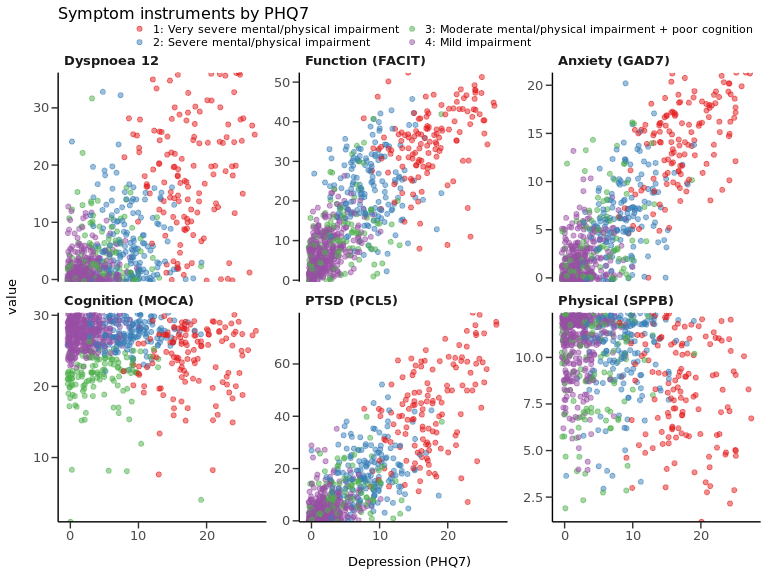 Symptom instruments by PHQ7
1: Very severe mental/physical impairment
3: Moderate mental/physical impairment + poor cognition
2: Severe mental/physical impairment
4: Mild impairment
Dyspnoea 12
Function (FACIT)
Anxiety (GAD7)
30
20
10
0
50
40
30
20
10
0
20
15
10
5
0
value
Cognition (MOCA)
PTSD (PCL5)
Physical (SPPB)
30
20
10
60
40
20
0
10.0
7.5
5.0
2.5
0 10 20
0 10 20
0 10 20
Depression (PHQ7)